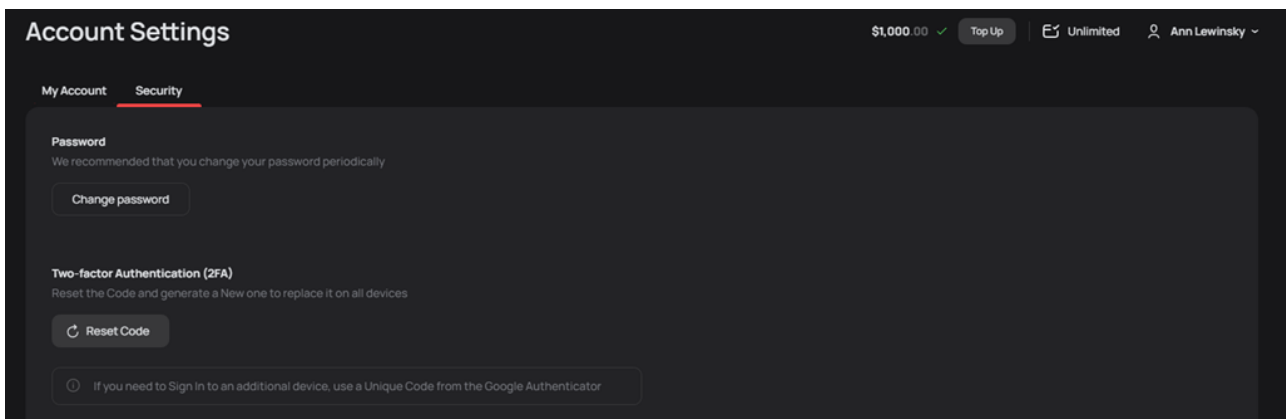 Account Settings
$1,000.00 Top Up Unlimited Ann Lewinsky
My Account Security
Password
We recommended that you change your password periodically
Change password
Two-factor Authentication (2FA)
Reset the Code and generate a New one to replace it on all devices
Reset Code
If you need to Sign In to an additional device, use a Unique Code from the Google Authenticator